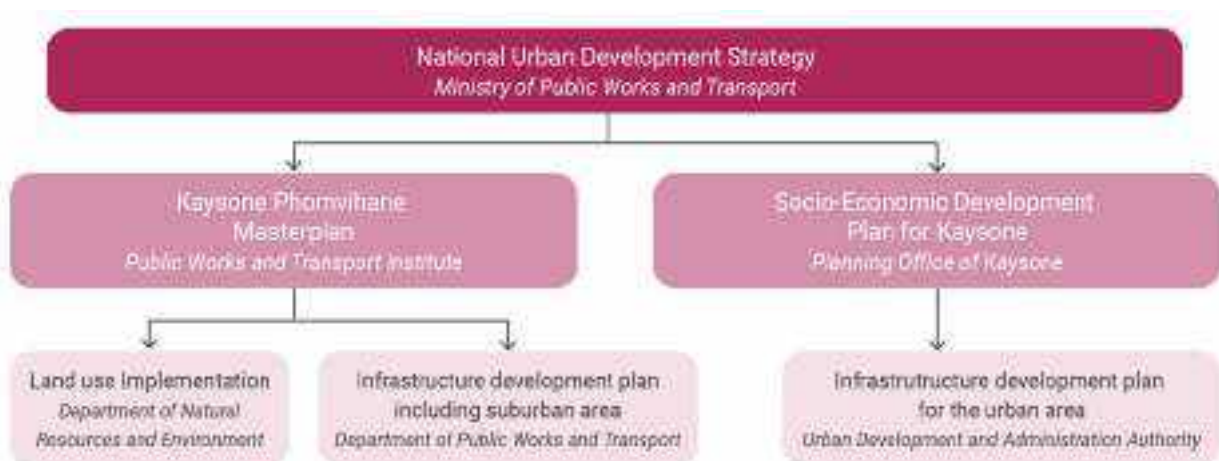 National Urban Development Strategy
Ministry of Public Works and Transport
Kaysone Phomvihane
Masterplan
Public Works and Transport Institute
Socio-Economic Development
Plan for Kaysone
Planning Office of Kaysone
Land use Implementation
Department of Natural
Resources and Environment
Infrastructure development plan
including suburban area
Department of Public Works and Transport
Infrastrutructure development plan
for the urban area
Urban Development and Administration Authority